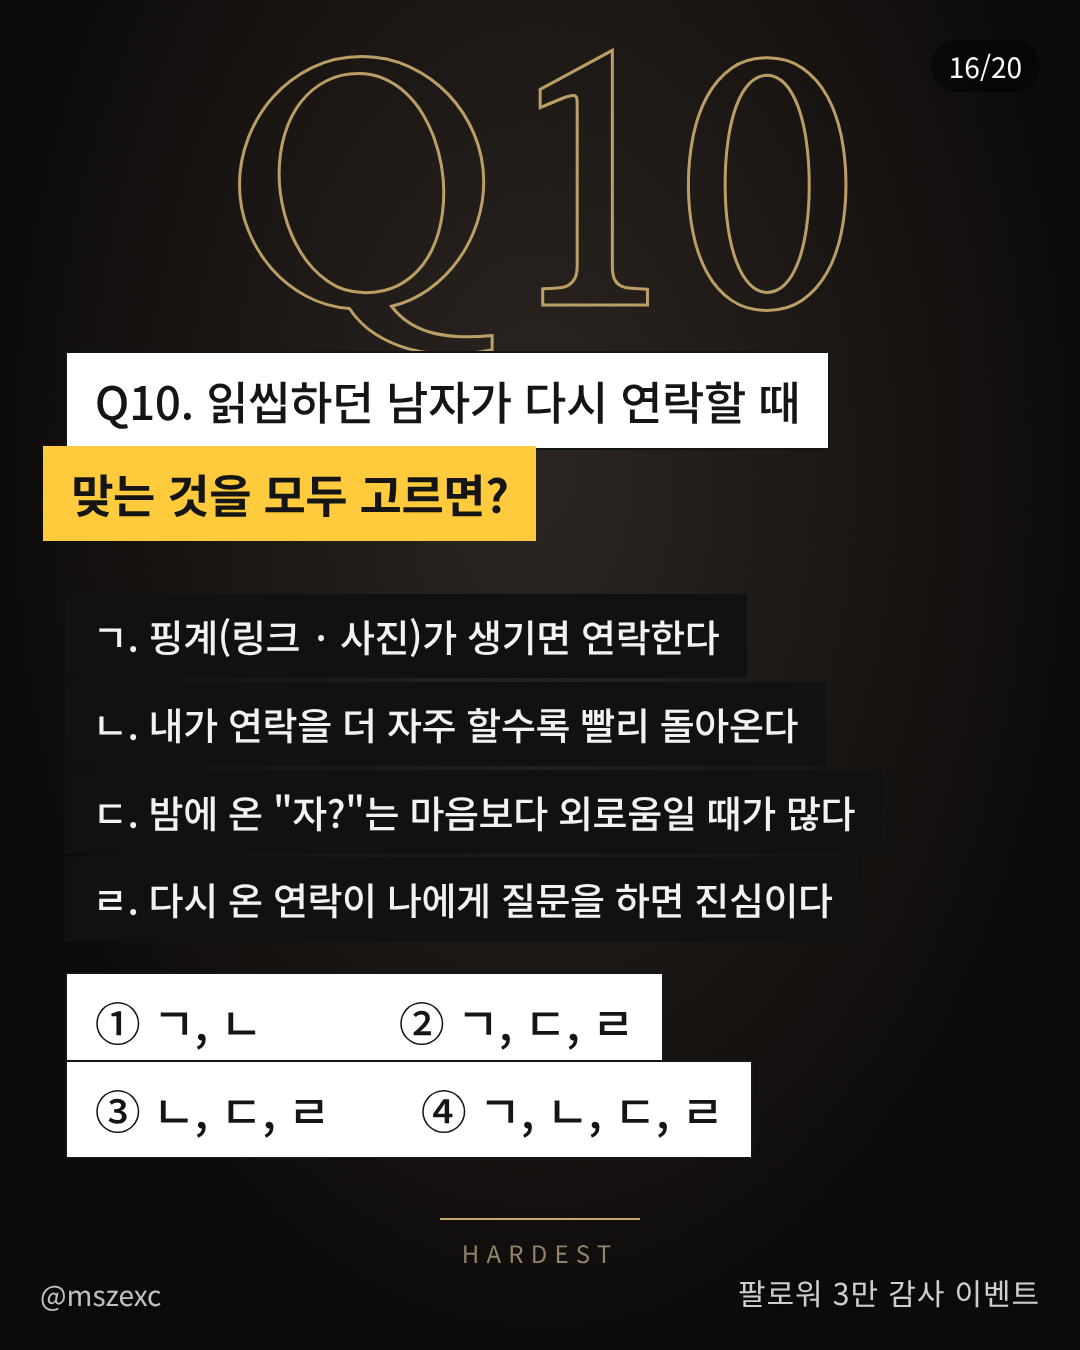 Q10
16/20
Q10. 읽씹하던 남자가 다시 연락할 때
맞는 것을 모두 고르면?
ㄱ. 핑계(링크 · 사진)가 생기면 연락한다
ㄴ. 내가 연락을 더 자주 할수록 빨리 돌아온다
ㄷ. 밤에 온 "자?"는 마음보다 외로움일 때가 많다
ㄹ. 다시 온 연락이 나에게 질문을 하면 진심이다
① ㄱ, ㄴ ② ㄱ, ㄷ, ㄹ
③ ㄴ, ㄷ, ㄹ ④ ㄱ, ㄴ, ㄷ, ㄹ
HARDEST
@mszexc
팔로워 3만 감사 이벤트